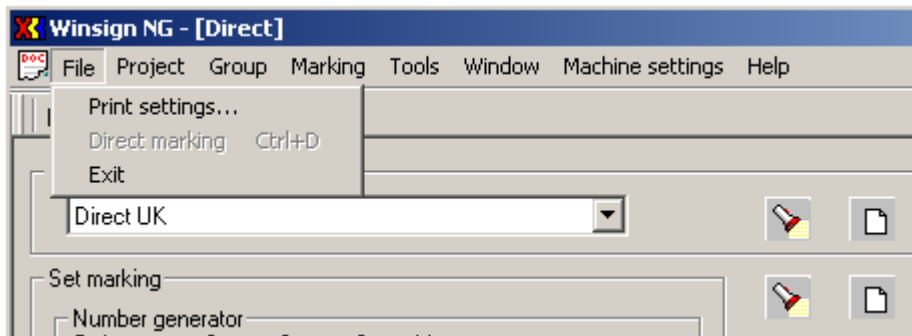 Winsign NG - [Direct]
DOC File Project Group Marking Tools Window Machine settings Help
Print settings...
Direct marking Ctrl+D
Exit
Direct UK
Set marking
Number generator